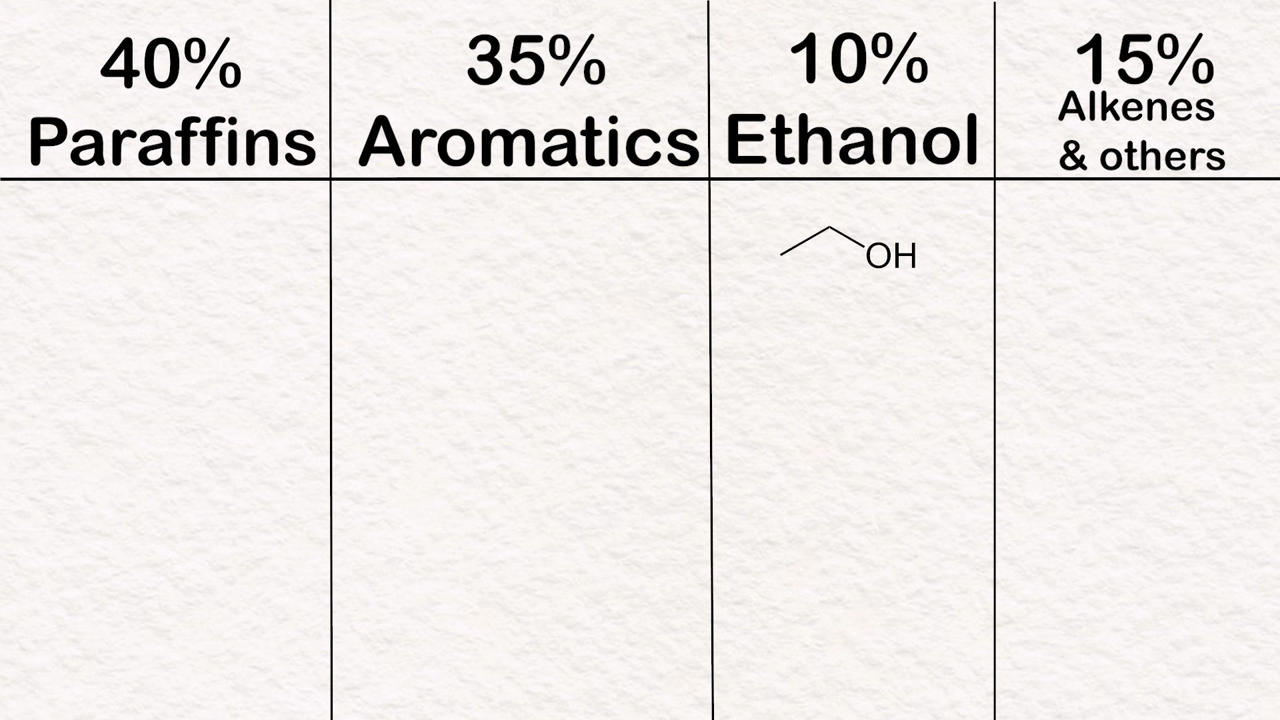 40%
Paraffins
35%
Aromatics
10%
Ethanol
15%
Alkenes
& others
OH